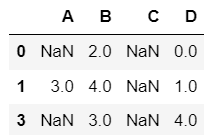 A B C D
0 NaN 2.0 NaN 0.0
1 3.0 4.0 NaN 1.0
3 NaN 3.0 NaN 4.0